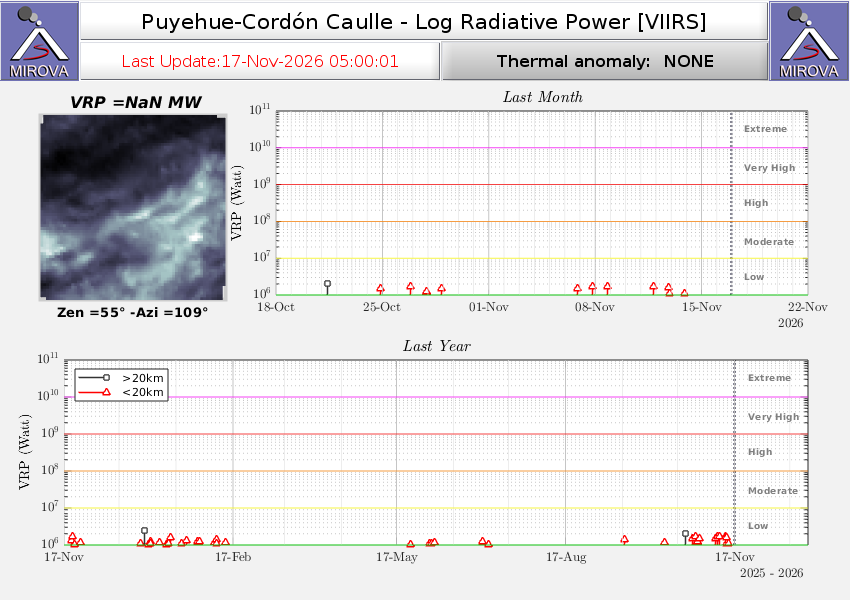 MIROVA
Puyehue-Cordón Caulle - Log Radiative Power [VIIRS]
MIROVA
Last Update:17-Nov-2026 05:00:01
Thermal anomaly: NONE
VRP =NaN MW
Zen =55° -Azi =109°
Last Month
VRP (Watt)
10^11
10^10
10^9
10^8
10^7
10^6
Extreme
Very High
High
Moderate
Low
18-Oct 25-Oct 01-Nov 08-Nov 15-Nov 22-Nov
2026
Last Year
VRP (Watt)
10^11
10^10
10^9
10^8
10^7
10^6
>20km
<20km
Extreme
Very High
High
Moderate
Low
17-Nov 17-Feb 17-May 17-Aug 17-Nov
2025 - 2026